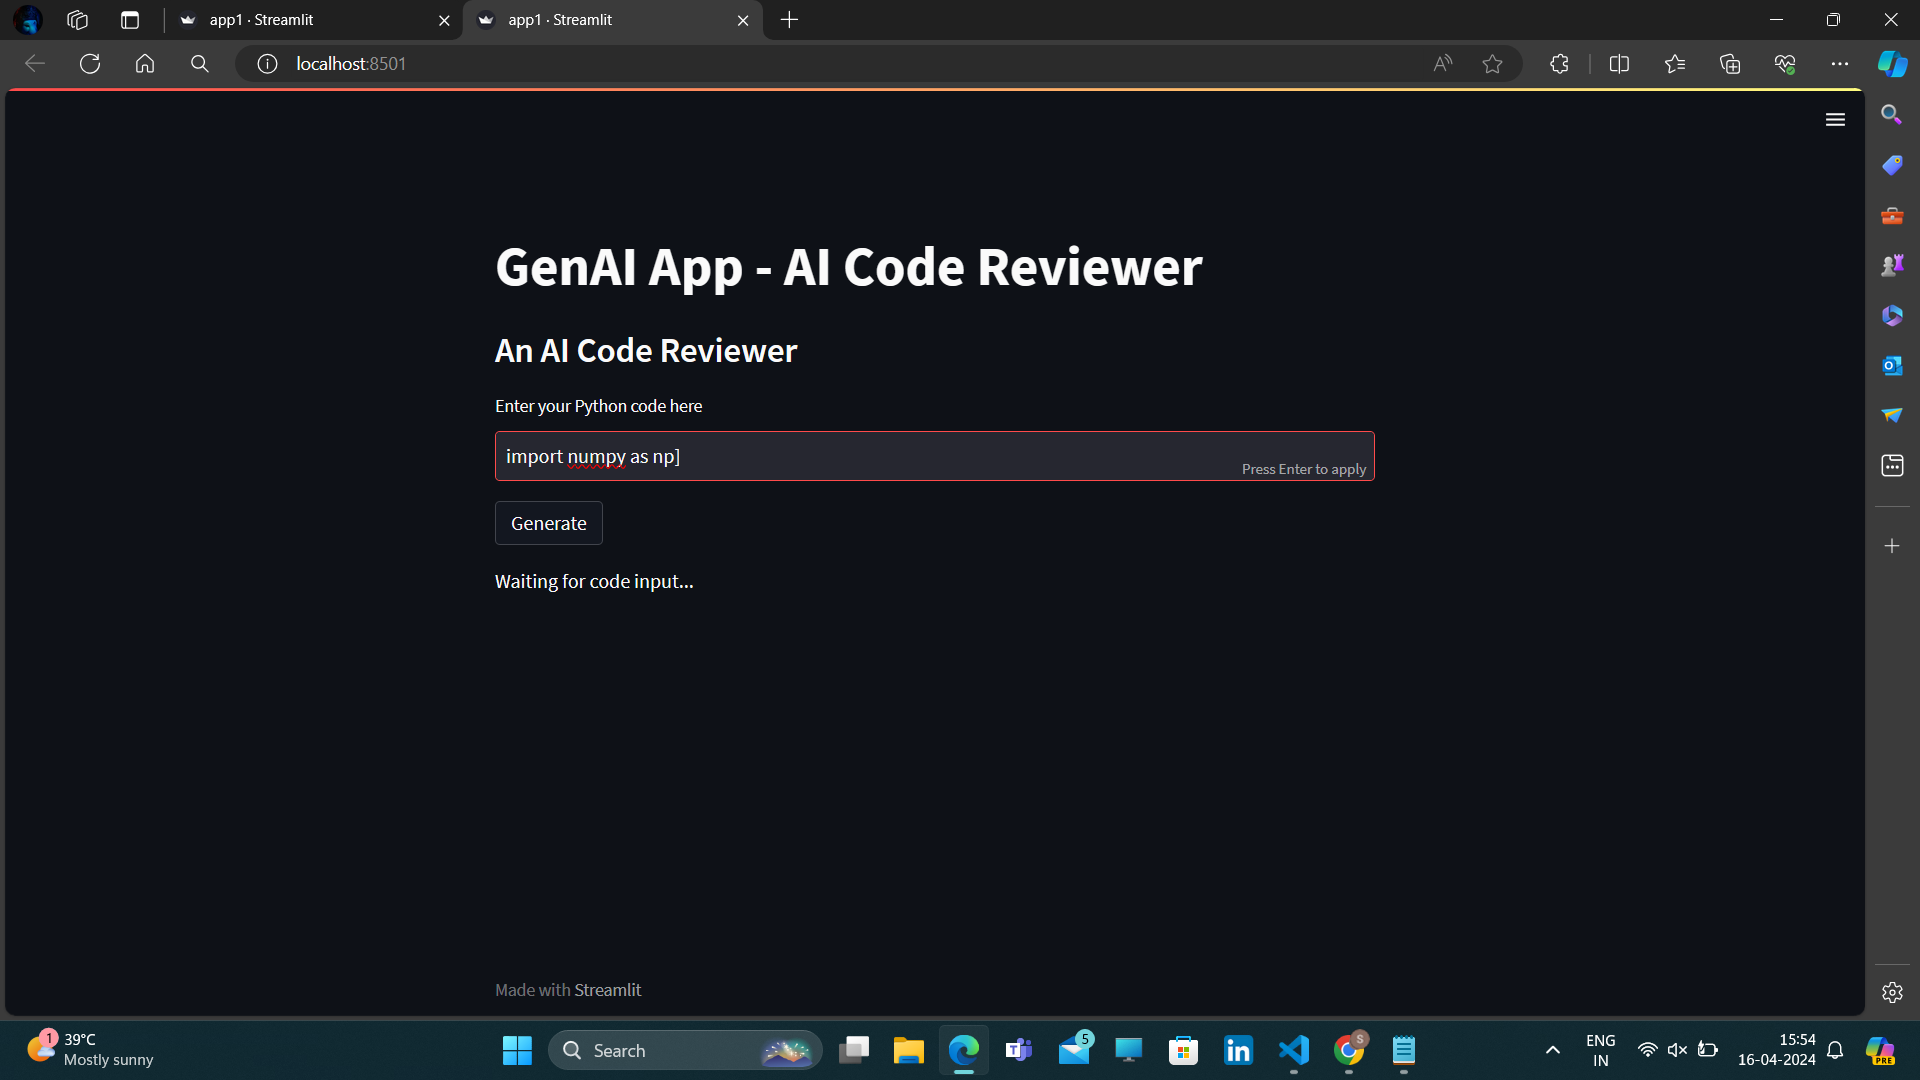 app1 · Streamlit
app1 · Streamlit
localhost:8501
GenAI App - AI Code Reviewer
An AI Code Reviewer
Enter your Python code here
import numpy as np]
Press Enter to apply
Generate
Waiting for code input...
Made with Streamlit
1
39°C
Mostly sunny
Search
5
S
ENG
IN
15:54
16-04-2024
PRE